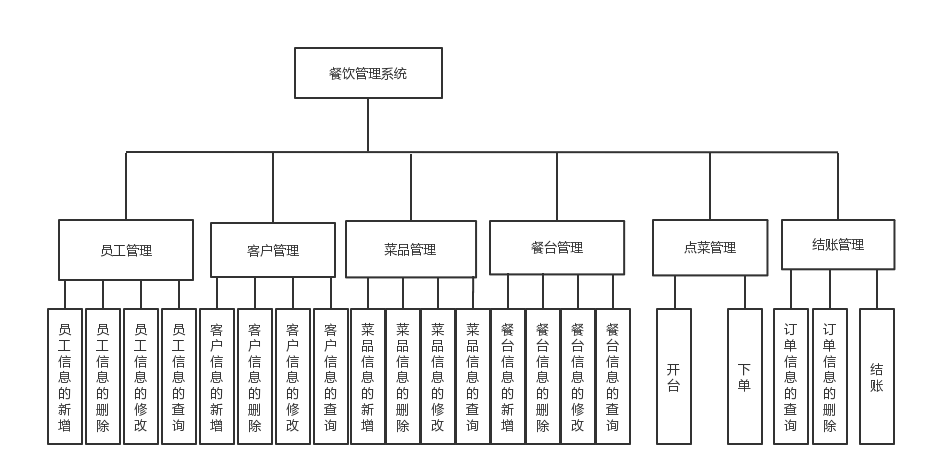 餐饮管理系统
员工管理
客户管理
菜品管理
餐台管理
点菜管理
结账管理
员工信息的新增
员工信息的删除
员工信息的修改
员工信息的查询
客户信息的新增
客户信息的删除
客户信息的修改
客户信息的查询
菜品信息的新增
菜品信息的删除
菜品信息的修改
菜品信息的查询
餐台信息的新增
餐台信息的删除
餐台信息的修改
餐台信息的查询
开台
下单
订单信息的查询
订单信息的删除
结账